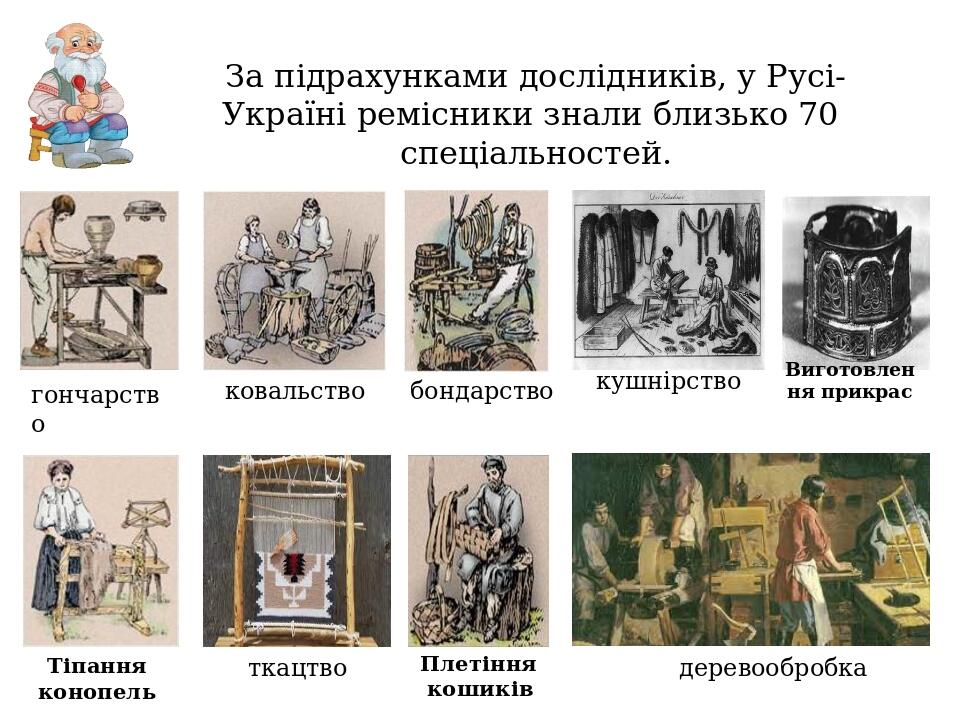 За підрахунками дослідників, у Русі-
Україні ремісники знали близько 70
спеціальностей.
гончарств
о
ковальство
бондарство
кушнірство
Виготовлен
ня прикрас
Тіпання
конопель
ткацтво
Плетіння
кошиків
деревообробка